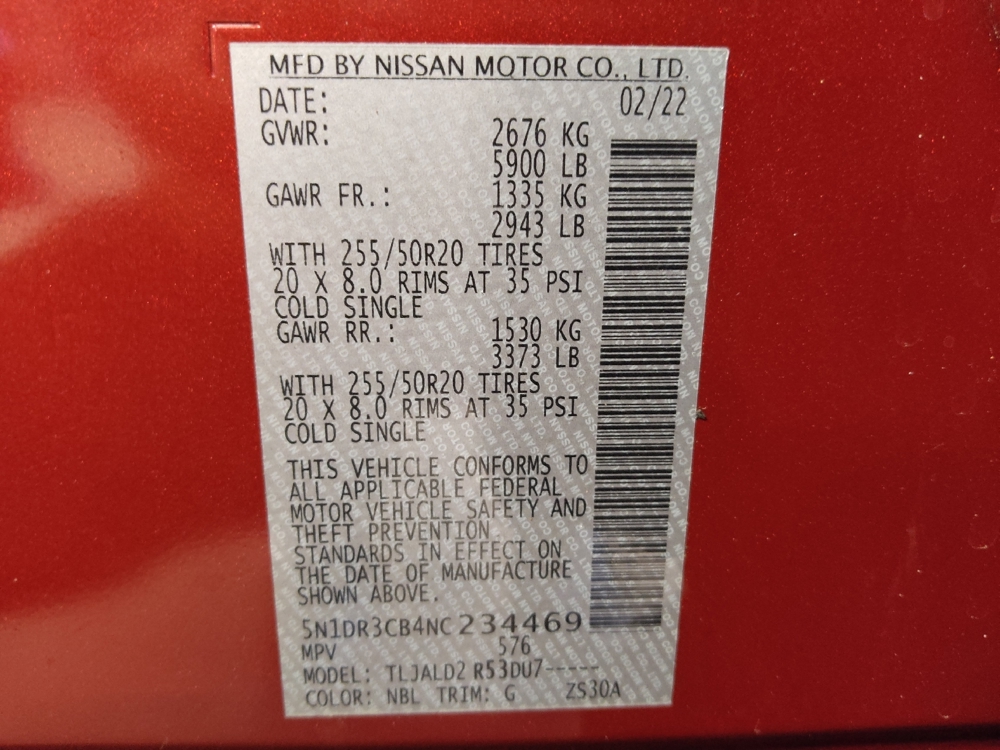 MFD BY NISSAN MOTOR CO., LTD.
DATE: 02/22
GVWR: 2676 KG
5900 LB
GAWR FR.: 1335 KG
2943 LB
WITH 255/50R20 TIRES
20 X 8.0 RIMS AT 35 PSI
COLD SINGLE
GAWR RR.: 1530 KG
3373 LB
WITH 255/50R20 TIRES
20 X 8.0 RIMS AT 35 PSI
COLD SINGLE
THIS VEHICLE CONFORMS TO
ALL APPLICABLE FEDERAL
MOTOR VEHICLE SAFETY AND
THEFT PREVENTION
STANDARDS IN EFFECT ON
THE DATE OF MANUFACTURE
SHOWN ABOVE.
5N1DR3CB4NC234469
MPV 576
MODEL: TLJALD2 R53DU7-----
COLOR: NBL TRIM: G ZS30A